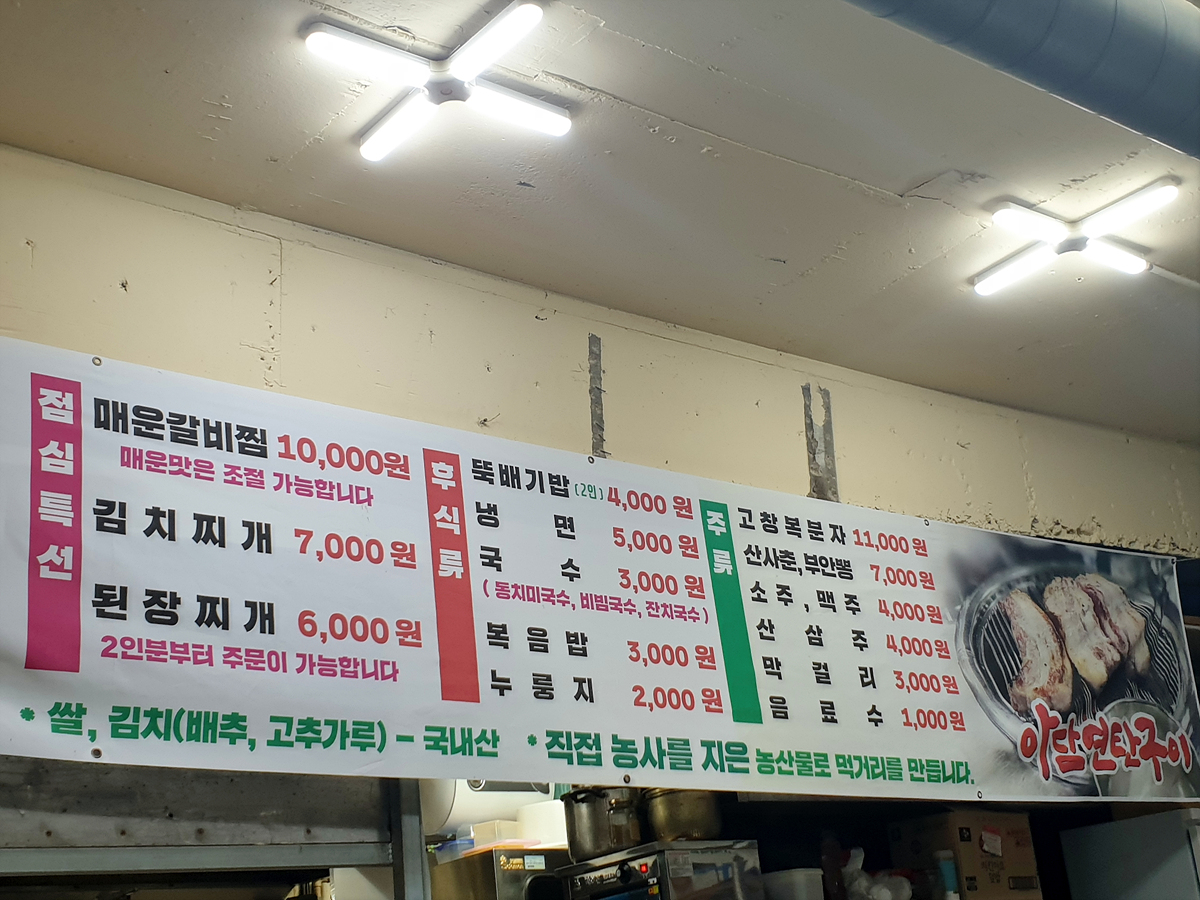 점심특선
매운갈비찜 10,000원
매운맛은 조절 가능합니다
김치찌개 7,000원
된장찌개 6,000원
2인분부터 주문이 가능합니다
후식류
뚝배기밥(2인) 4,000원
냉면 5,000원
국수 3,000원
(동치미국수, 비빔국수, 잔치국수)
볶음밥 3,000원
누룽지 2,000원
주류
고창복분자 11,000원
산사춘,부안뽕 7,000원
소주,맥주 4,000원
산삼주 4,000원
막걸리 3,000원
음료수 1,000원
* 쌀, 김치(배추, 고추가루) - 국내산 * 직접 농사를 지은 농산물로 먹거리를 만듭니다.
야탐연탄구이